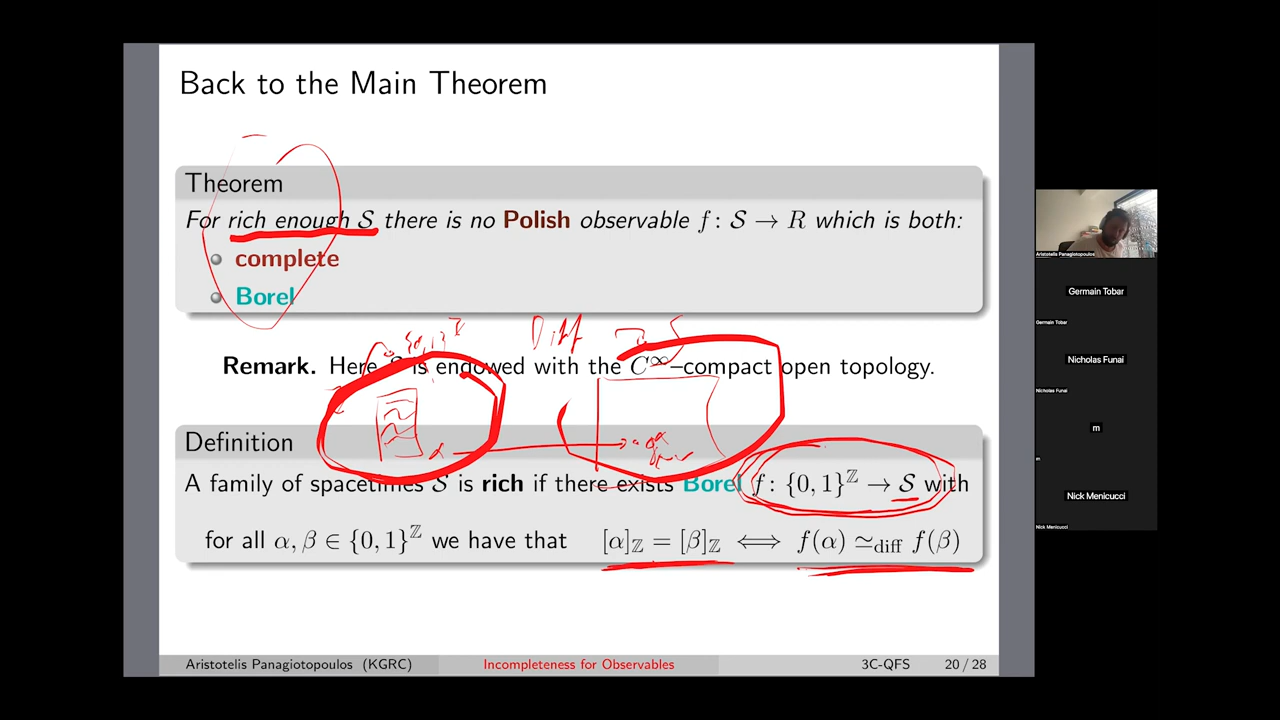 Back to the Main Theorem
Theorem
For rich enough 𝒮 there is no Polish observable f: 𝒮 → R which is both:
complete
Borel
{0,1}^ℤ
Diff
Remark. Here 𝒮 is endowed with the C^∞–compact open topology.
Definition
α
A family of spacetimes 𝒮 is rich if there exists Borel f: {0, 1}^ℤ → 𝒮 with
for all α, β ∈ {0, 1}^ℤ we have that [α]_ℤ = [β]_ℤ ⟺ f(α) ≃_diff f(β)
Aristotelis Panagiotopoulos (KGRC) Incompleteness for Observables 3C-QFS 20 / 28
Aristotelis Panagiotopoulos
Germain Tobar
Germain Tobar
Nicholas Funai
Nicholas Funai
m
m
Nick Menicucci
Nick Menicucci